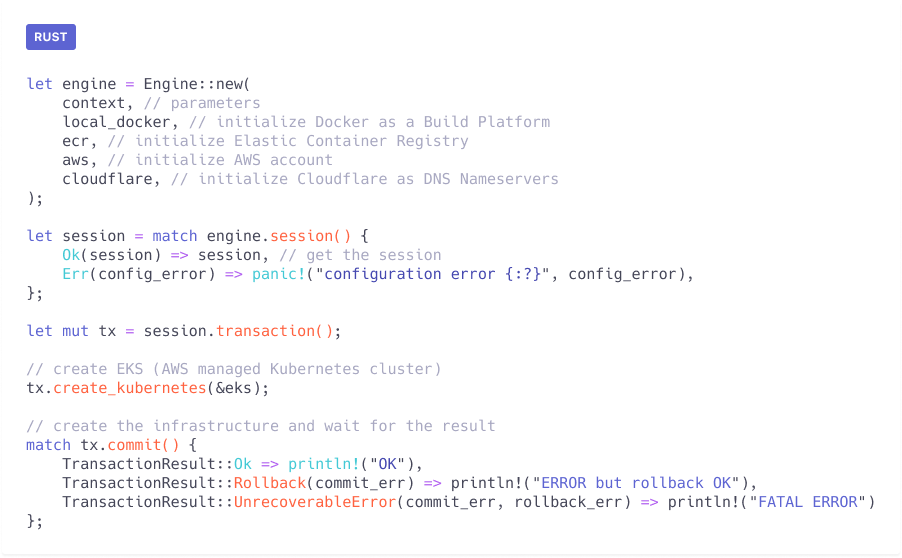 RUST
let engine = Engine::new(
    context, // parameters
    local_docker, // initialize Docker as a Build Platform
    ecr, // initialize Elastic Container Registry
    aws, // initialize AWS account
    cloudflare, // initialize Cloudflare as DNS Nameservers
);
let session = match engine.session() {
    Ok(session) => session, // get the session
    Err(config_error) => panic!("configuration error {:?}", config_error),
};
let mut tx = session.transaction();
// create EKS (AWS managed Kubernetes cluster)
tx.create_kubernetes(&eks);
// create the infrastructure and wait for the result
match tx.commit() {
    TransactionResult::Ok => println!("OK"),
    TransactionResult::Rollback(commit_err) => println!("ERROR but rollback OK"),
    TransactionResult::UnrecoverableError(commit_err, rollback_err) => println!("FATAL ERROR")
};